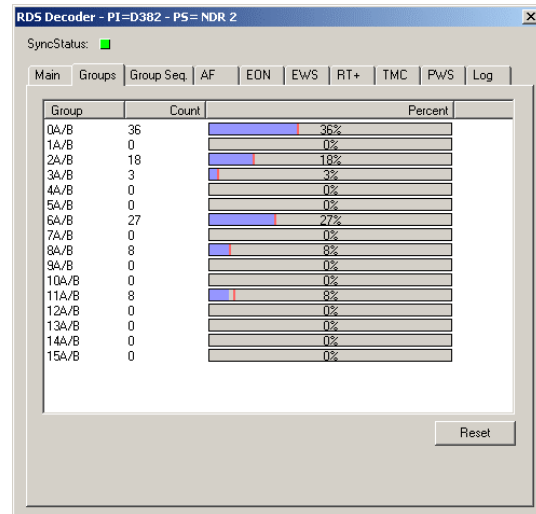 RDS Decoder - PI=D382 - PS= NDR 2
SyncStatus:
Main Groups Group Seq. AF EON EWS RT+ TMC PWS Log
Group Count Percent
0A/B 36 36%
1A/B 0 0%
2A/B 18 18%
3A/B 3 3%
4A/B 0 0%
5A/B 0 0%
6A/B 27 27%
7A/B 0 0%
8A/B 8 8%
9A/B 0 0%
10A/B 0 0%
11A/B 8 8%
12A/B 0 0%
13A/B 0 0%
14A/B 0 0%
15A/B 0 0%
Reset